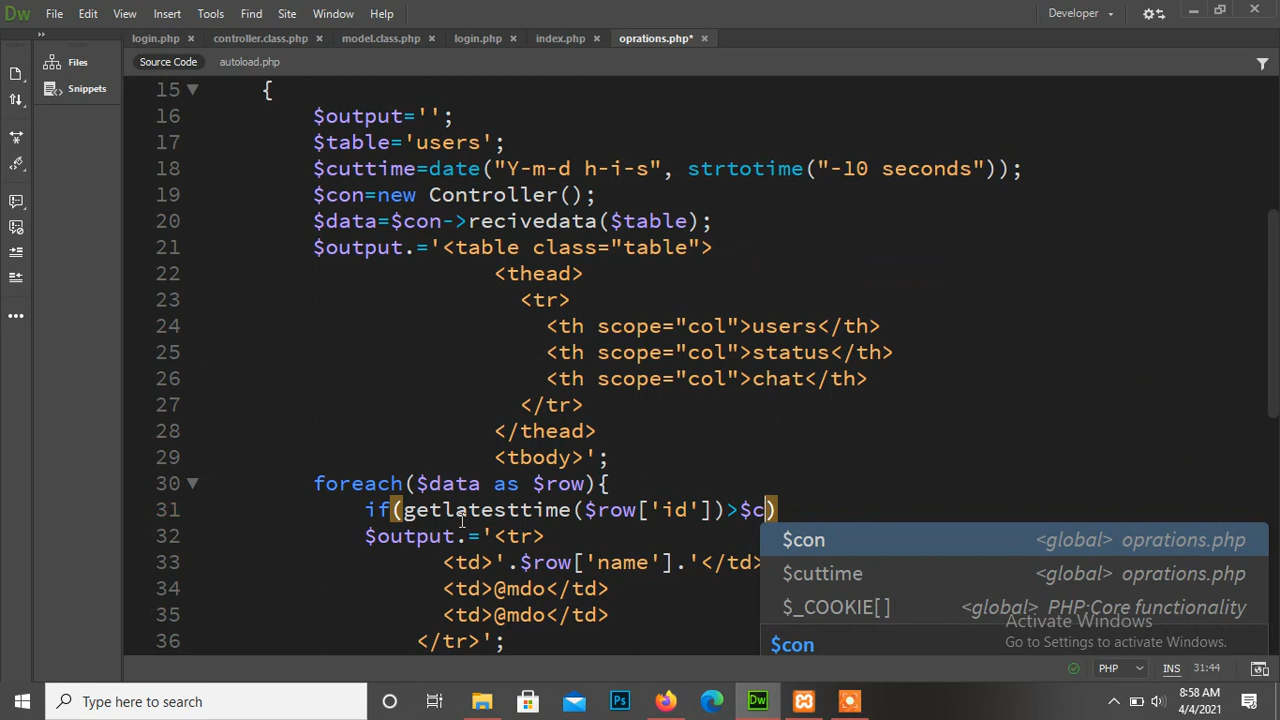 Dw File Edit View Insert Tools Find Site Window Help Developer
login.php × controller.class.php × model.class.php × login.php × index.php × oprations.php* ×
Source Code autoload.php
Files
Snippets
15 {
16 $output='';
17 $table='users';
18 $cuttime=date("Y-m-d h-i-s", strtotime("-10 seconds"));
19 $con=new Controller();
20 $data=$con->recivedata($table);
21 $output.='<table class="table">
22 <thead>
23 <tr>
24 <th scope="col">users</th>
25 <th scope="col">status</th>
26 <th scope="col">chat</th>
27 </tr>
28 </thead>
29 <tbody>';
30 foreach($data as $row){
31 if(getlatesttime($row['id'])>$c)
32 $output.='<tr>
33 <td>'.$row['name'].'</td>
34 <td>@mdo</td>
35 <td>@mdo</td>
36 </tr>';
$con <global> oprations.php
$cuttime <global> oprations.php
$_COOKIE[] <global> PHP:Core functionality
$con
Activate Windows
Go to Settings to activate Windows.
PHP INS 31:44
Type here to search
Ps Dw
8:58 AM
4/4/2021